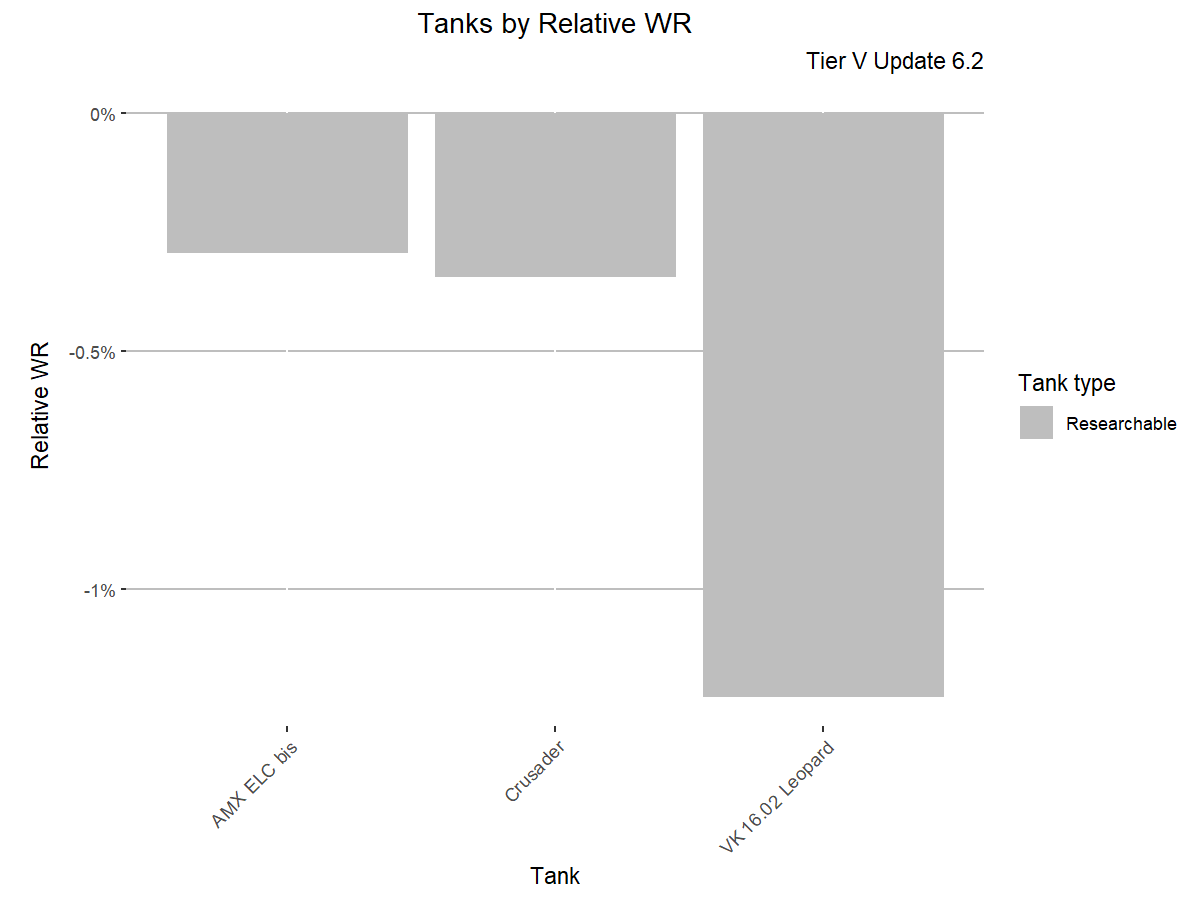 Tanks by Relative WR
Tier V Update 6.2
0%
-0.5%
-1%
Relative WR
AMX ELC bis
Crusader
VK 16.02 Leopard
Tank
Tank type
Researchable